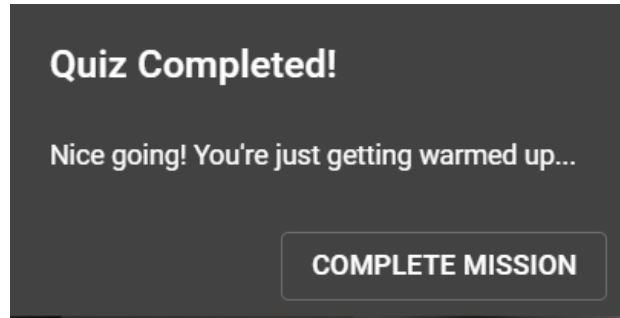 Quiz Completed!
Nice going! You're just getting warmed up...
COMPLETE MISSION